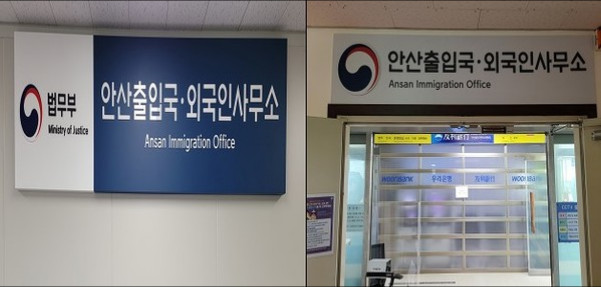 법무부
Ministry of Justice
안산출입국·외국인사무소
Ansan Immigration Office
안산출입국·외국인사무소
Ansan Immigration Office